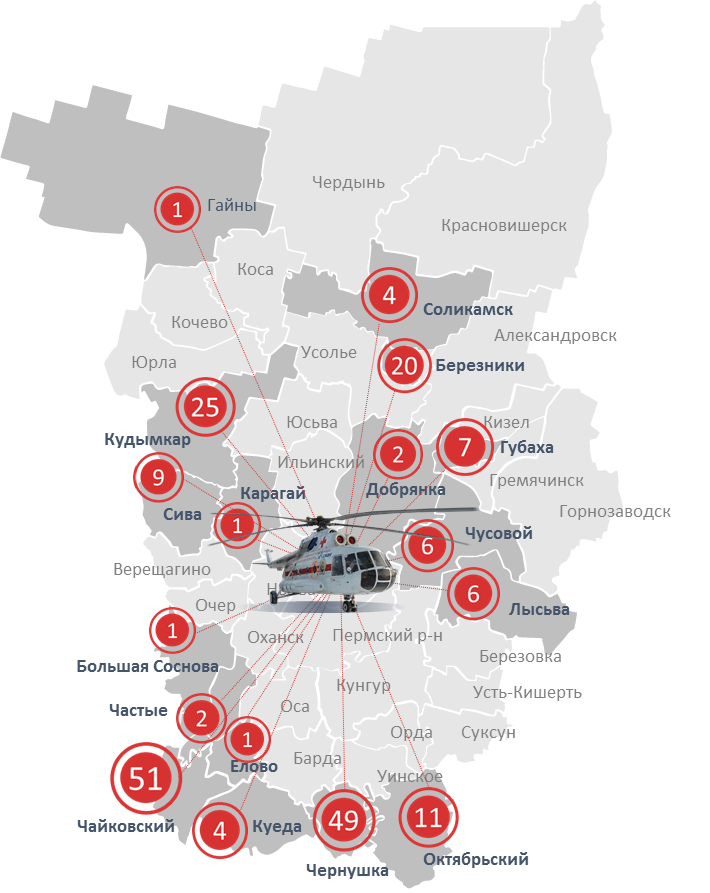 Чердынь
1
Гайны
Красновишерск
Коса
4
Соликамск
Кочево
Александровск
Усолье
Юрла
20
Березники
25
Юсьва
Кизел
Кудымкар
7
Губаха
Ильинский
2
9
Гремячинск
Карагай
Добрянка
Сива
1
Горнозаводск
Чусовой
6
Верещагино
6
Очер
Лысьва
1
Оханск
Пермский р-н
Большая Соснова
Березовка
Кунгур
Усть-Кишерть
Частые
2
Оса
Орда
Суксун
1
Елово
Барда
51
Уинское
Чайковский
4
Куеда
49
11
Чернушка
Октябрьский